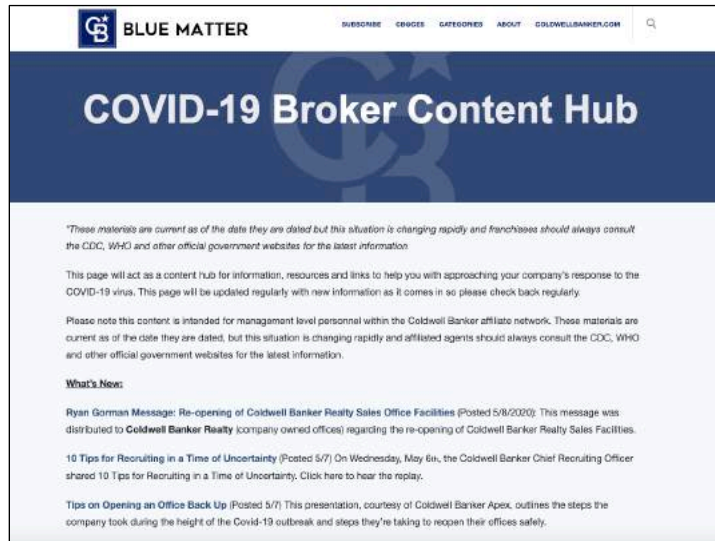 CB BLUE MATTER
SUBSCRIBE CBGCES CATEGORIES ABOUT COLDWELLBANKER.COM
COVID-19 Broker Content Hub
"These materials are current as of the date they are dated but this situation is changing rapidly and franchisees should always consult
the CDC, WHO and other official government websites for the latest information
This page will act as a content hub for information, resources and links to help you with approaching your company's response to the
COVID-19 virus. This page will be updated regularly with new information as it comes in so please check back regularly.
Please note this content is intended for management level personnel within the Coldwell Banker affiliate network. These materials are
current as of the date they are dated, but this situation is changing rapidly and affiliated agents should always consult the CDC, WHO
and other official government websites for the latest information.
What's New:
Ryan Gorman Message: Re-opening of Coldwell Banker Realty Sales Office Facilities (Posted 5/8/2020): This message was
distributed to Coldwell Banker Realty (company owned offices) regarding the re-opening of Coldwell Banker Realty Sales Facilities.
10 Tips for Recruiting in a Time of Uncertainty (Posted 5/7) On Wednesday, May 6th, the Coldwell Banker Chief Recruiting Officer
shared 10 Tips for Recruiting in a Time of Uncertainty. Click here to hear the replay.
Tips on Opening an Office Back Up (Posted 5/7) This presentation, courtesy of Coldwell Banker Apex, outlines the steps the
company took during the height of the Covid-19 outbreak and steps they're taking to reopen their offices safely.